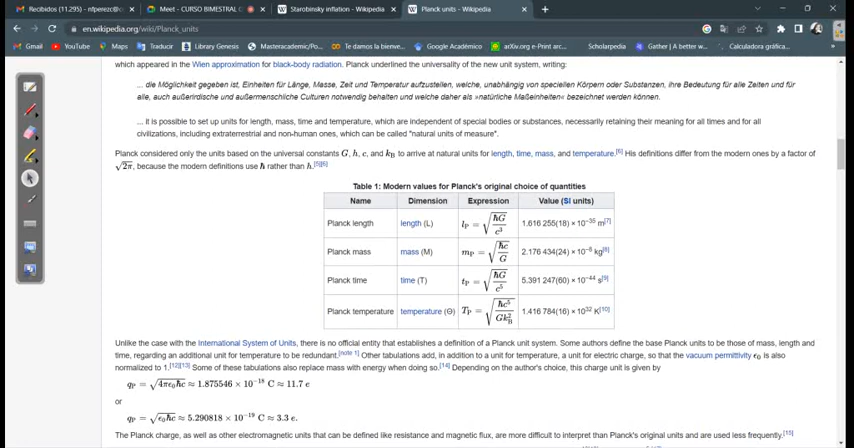 Recibidos (11.295) - nfperez@
Meet - CURSO BIMESTRAL
Starobinsky inflation - Wikipedia
Planck units - Wikipedia
en.wikipedia.org/wiki/Planck_units
Gmail
YouTube
Maps
Traducir
Library Genesis
Masteracademic/Po...
Te damos la bienve...
Google Académico
arXiv.org e-Print arc...
Scholarpedia
Gather | A better w...
Calculadora gráfica...
which appeared in the Wien approximation for black-body radiation. Planck underlined the universality of the new unit system, writing:
... die Möglichkeit gegeben ist, Einheiten für Länge, Masse, Zeit und Temperatur aufzustellen, welche, unabhängig von speciellen Körpern oder Substanzen, ihre Bedeutung für alle Zeiten und für
alle, auch außerirdische und außermenschliche Culturen notwendig behalten und welche daher als »natürliche Maßeinheiten« bezeichnet werden können.
... it is possible to set up units for length, mass, time and temperature, which are independent of special bodies or substances, necessarily retaining their meaning for all times and for all
civilizations, including extraterrestrial and non-human ones, which can be called "natural units of measure".
Planck considered only the units based on the universal constants G, h, c, and kB to arrive at natural units for length, time, mass, and temperature.[6] His definitions differ from the modern ones by a factor of
√2π, because the modern definitions use ħ rather than h.[5][6]
Table 1: Modern values for Planck's original choice of quantities
Name Dimension Expression Value (SI units)
Planck length length (L) lP = √(ħG/c³) 1.616 255(18) × 10⁻³⁵ m[7]
Planck mass mass (M) mP = √(ħc/G) 2.176 434(24) × 10⁻⁸ kg[8]
Planck time time (T) tP = √(ħG/c⁵) 5.391 247(60) × 10⁻⁴⁴ s[9]
Planck temperature temperature (Θ) TP = √(ħc⁵/GkB²) 1.416 784(16) × 10³² K[10]
Unlike the case with the International System of Units, there is no official entity that establishes a definition of a Planck unit system. Some authors define the base Planck units to be those of mass, length and
time, regarding an additional unit for temperature to be redundant.[note 1] Other tabulations add, in addition to a unit for temperature, a unit for electric charge, so that the vacuum permittivity ϵ₀ is also
normalized to 1.[12][13] Some of these tabulations also replace mass with energy when doing so.[14] Depending on the author's choice, this charge unit is given by
qP = √4πϵ₀ħc ≈ 1.875546 × 10⁻¹⁸ C ≈ 11.7 e
or
qP = √ϵ₀ħc ≈ 5.290818 × 10⁻¹⁹ C ≈ 3.3 e.
The Planck charge, as well as other electromagnetic units that can be defined like resistance and magnetic flux, are more difficult to interpret than Planck's original units and are used less frequently.[15]